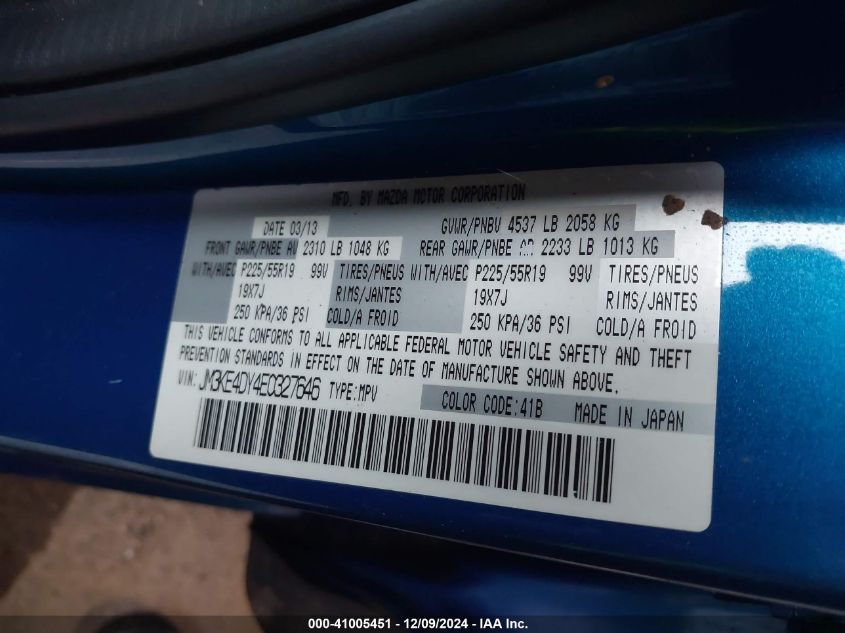 MFD. BY MAZDA MOTOR CORPORATION
DATE 03/13 GVWR/PNBV 4537 LB 2058 KG
FRONT GAWR/PNBE AV 2310 LB 1048 KG REAR GAWR/PNBE AR 2233 LB 1013 KG
WITH/AVEC P225/55R19 99V TIRES/PNEUS WITH/AVEC P225/55R19 99V TIRES/PNEUS
19X7J RIMS/JANTES 19X7J RIMS/JANTES
250 KPA/36 PSI COLD/A FROID 250 KPA/36 PSI COLD/A FROID
THIS VEHICLE CONFORMS TO ALL APPLICABLE FEDERAL MOTOR VEHICLE SAFETY AND THEFT
PREVENTION STANDARDS IN EFFECT ON THE DATE OF MANUFACTURE SHOWN ABOVE.
VIN: JM3KE4DY4E0327646 TYPE:MPV
COLOR CODE:41B MADE IN JAPAN
000-41005451 - 12/09/2024 - IAA Inc.